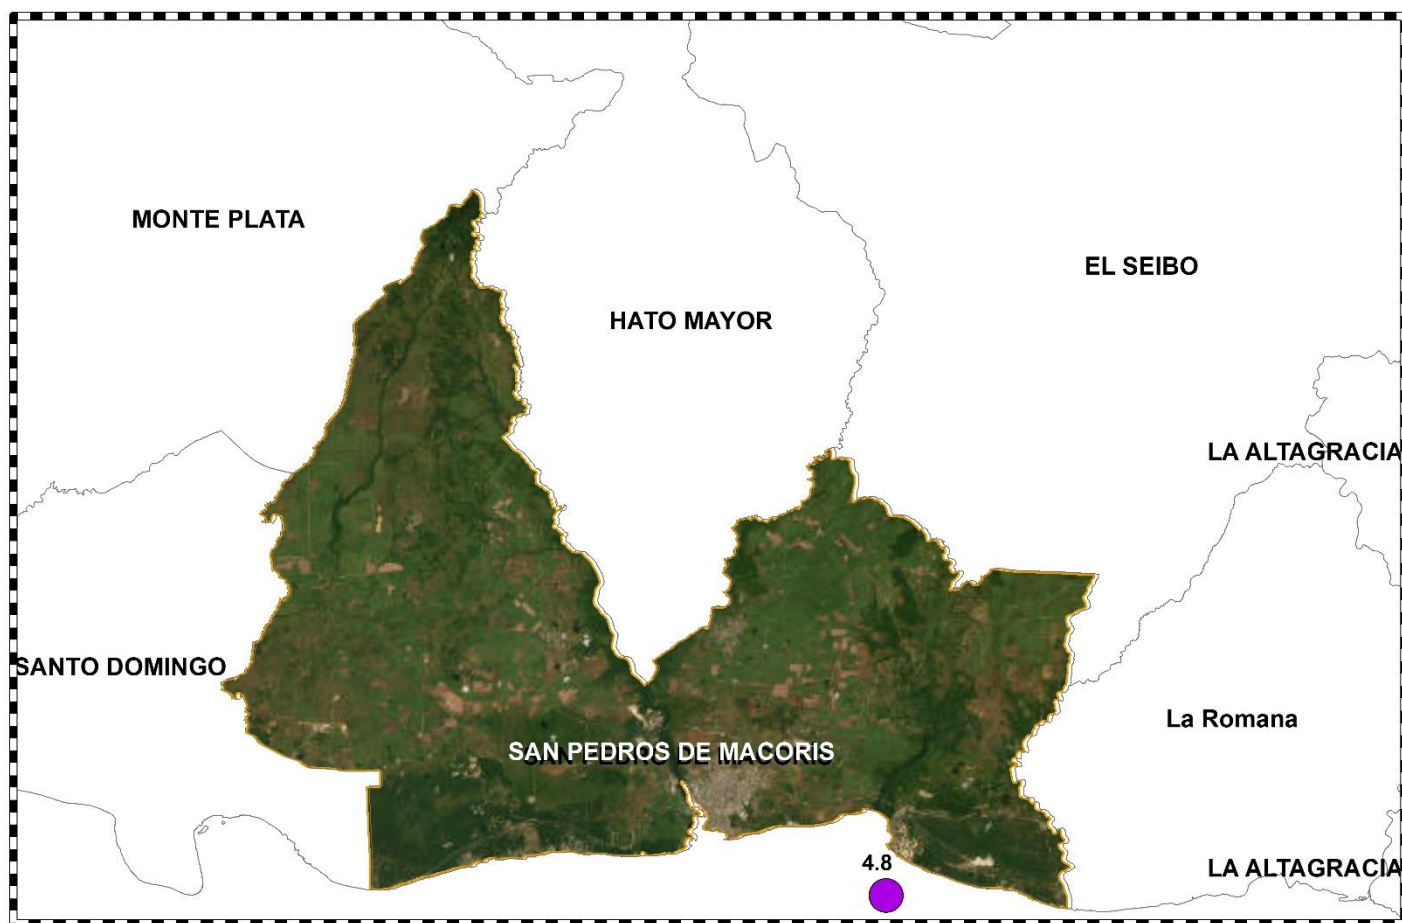 MONTE PLATA
EL SEIBO
HATO MAYOR
LA ALTAGRACIA
SANTO DOMINGO
La Romana
SAN PEDROS DE MACORIS
4.8
LA ALTAGRACIA